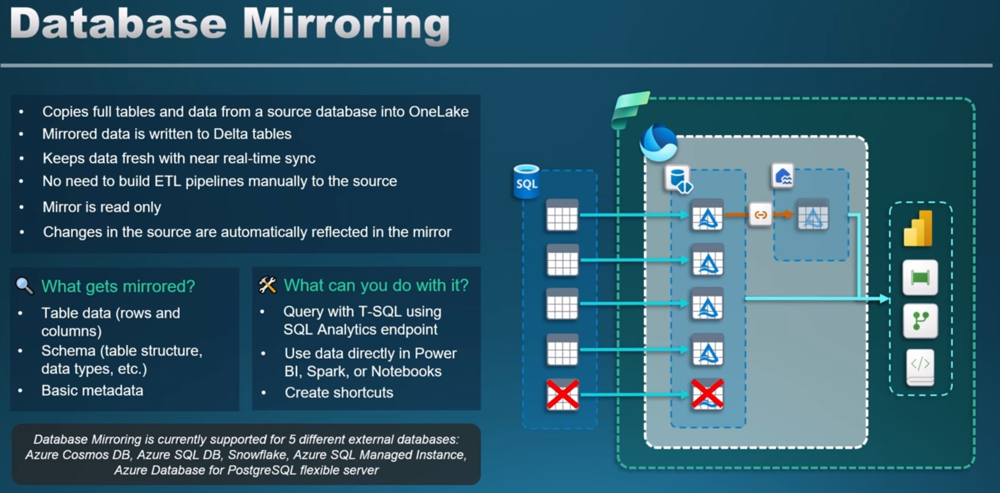 Database Mirroring
• Copies full tables and data from a source database into OneLake
• Mirrored data is written to Delta tables
• Keeps data fresh with near real-time sync
• No need to build ETL pipelines manually to the source
• Mirror is read only
• Changes in the source are automatically reflected in the mirror
What gets mirrored?
• Table data (rows and
columns)
• Schema (table structure,
data types, etc.)
• Basic metadata
What can you do with it?
• Query with T-SQL using
SQL Analytics endpoint
• Use data directly in Power
BI, Spark, or Notebooks
• Create shortcuts
Database Mirroring is currently supported for 5 different external databases:
Azure Cosmos DB, Azure SQL DB, Snowflake, Azure SQL Managed Instance,
Azure Database for PostgreSQL flexible server
SQL